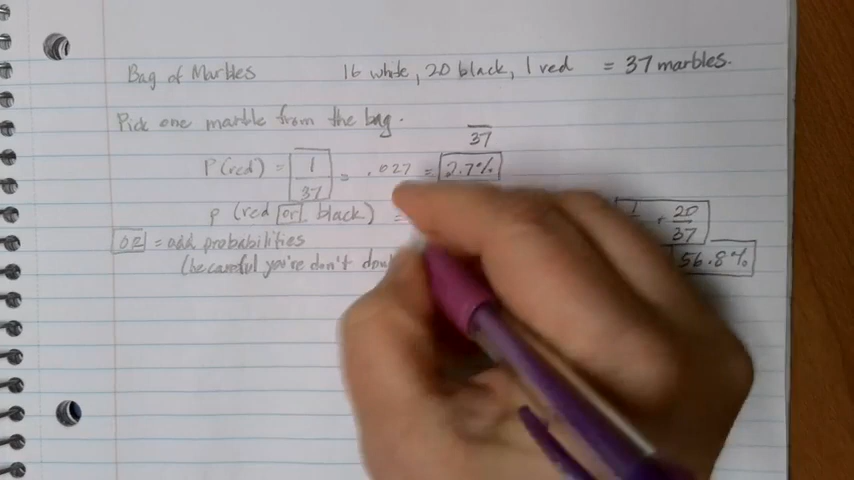 Bag of Marbles 16 white, 20 black, 1 red = 37 marbles.
Pick one marble from the bag.
37
P(red) = 1/37 = .027 = 2.7%
P (red or black) = + 20/37
OR = add probabilities 56.8%
(be careful you're don't